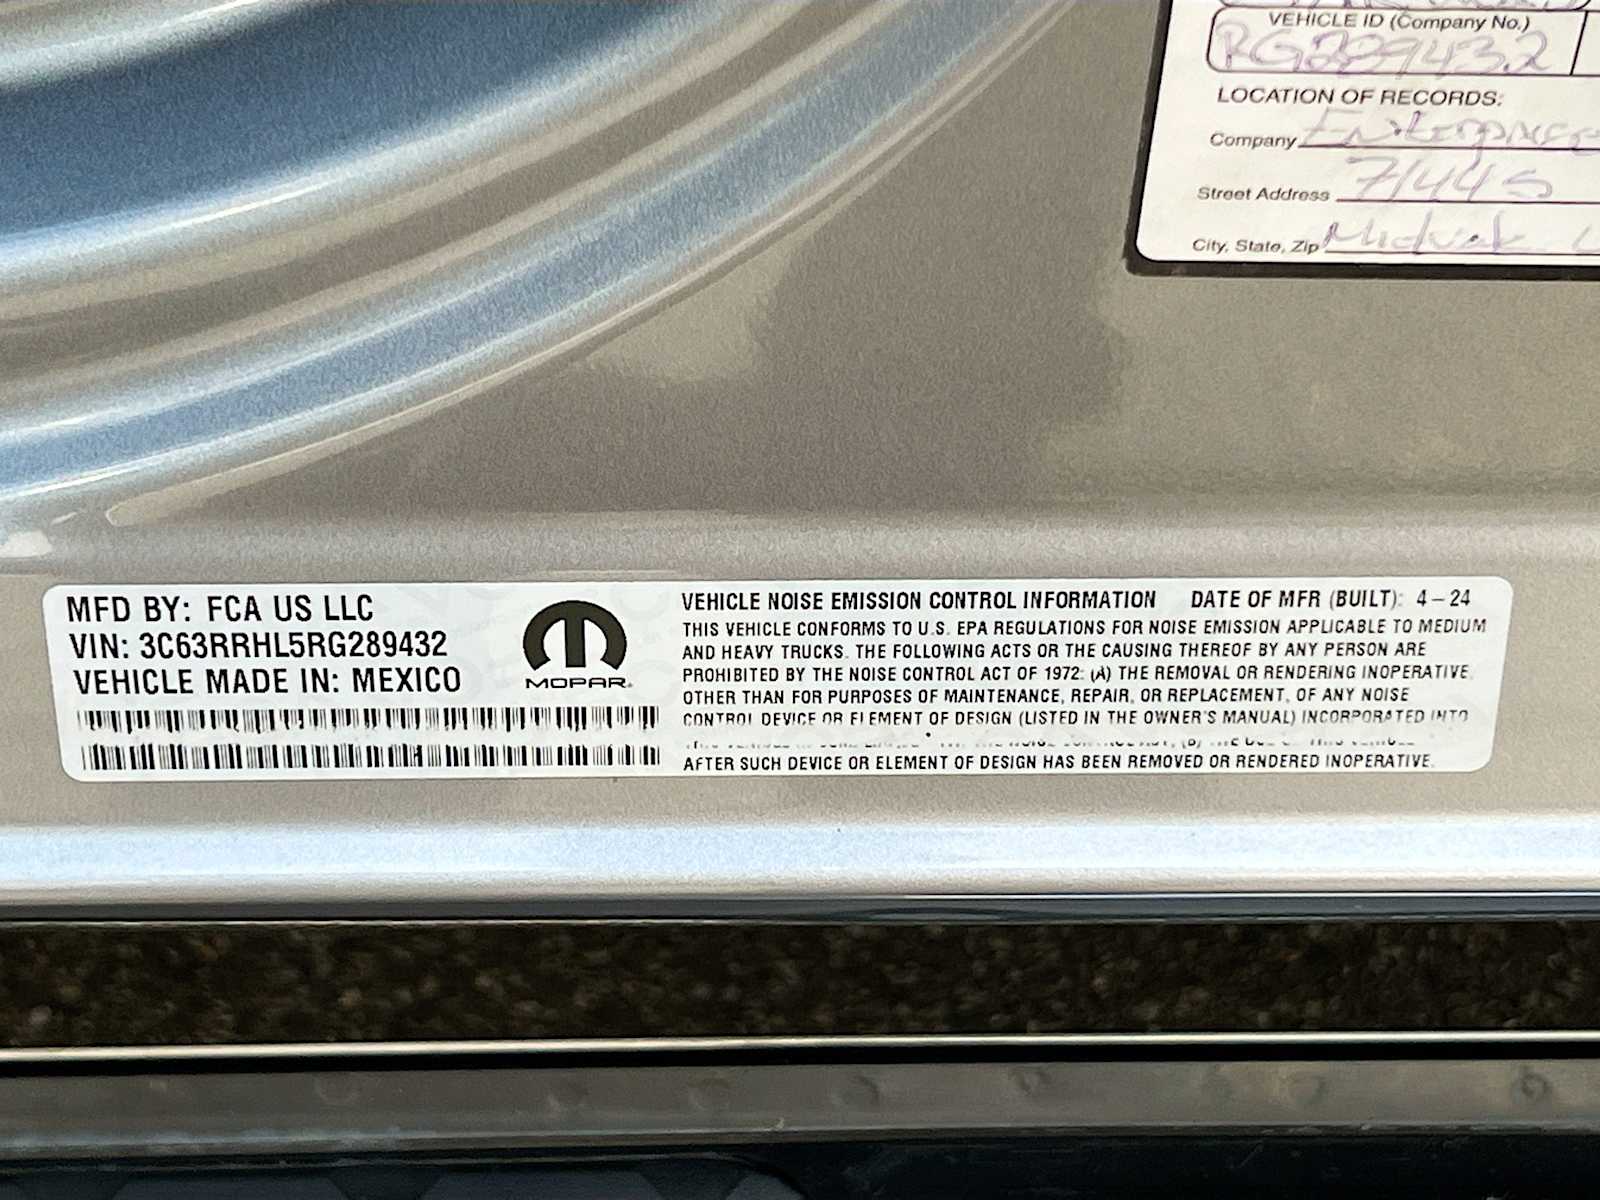 VEHICLE ID (Company No.)
RG289432
LOCATION OF RECORDS:
Company Enterprise
Street Address 7144 S
City, State, Zip
MFD BY: FCA US LLC
VIN: 3C63RRHL5RG289432
VEHICLE MADE IN: MEXICO
MOPAR
VEHICLE NOISE EMISSION CONTROL INFORMATION DATE OF MFR (BUILT): 4-24
THIS VEHICLE CONFORMS TO U.S. EPA REGULATIONS FOR NOISE EMISSION APPLICABLE TO MEDIUM
AND HEAVY TRUCKS. THE FOLLOWING ACTS OR THE CAUSING THEREOF BY ANY PERSON ARE
PROHIBITED BY THE NOISE CONTROL ACT OF 1972: (A) THE REMOVAL OR RENDERING INOPERATIVE,
OTHER THAN FOR PURPOSES OF MAINTENANCE, REPAIR, OR REPLACEMENT, OF ANY NOISE
CONTROL DEVICE OR ELEMENT OF DESIGN (LISTED IN THE OWNER'S MANUAL) INCORPORATED INTO
AFTER SUCH DEVICE OR ELEMENT OF DESIGN HAS BEEN REMOVED OR RENDERED INOPERATIVE.